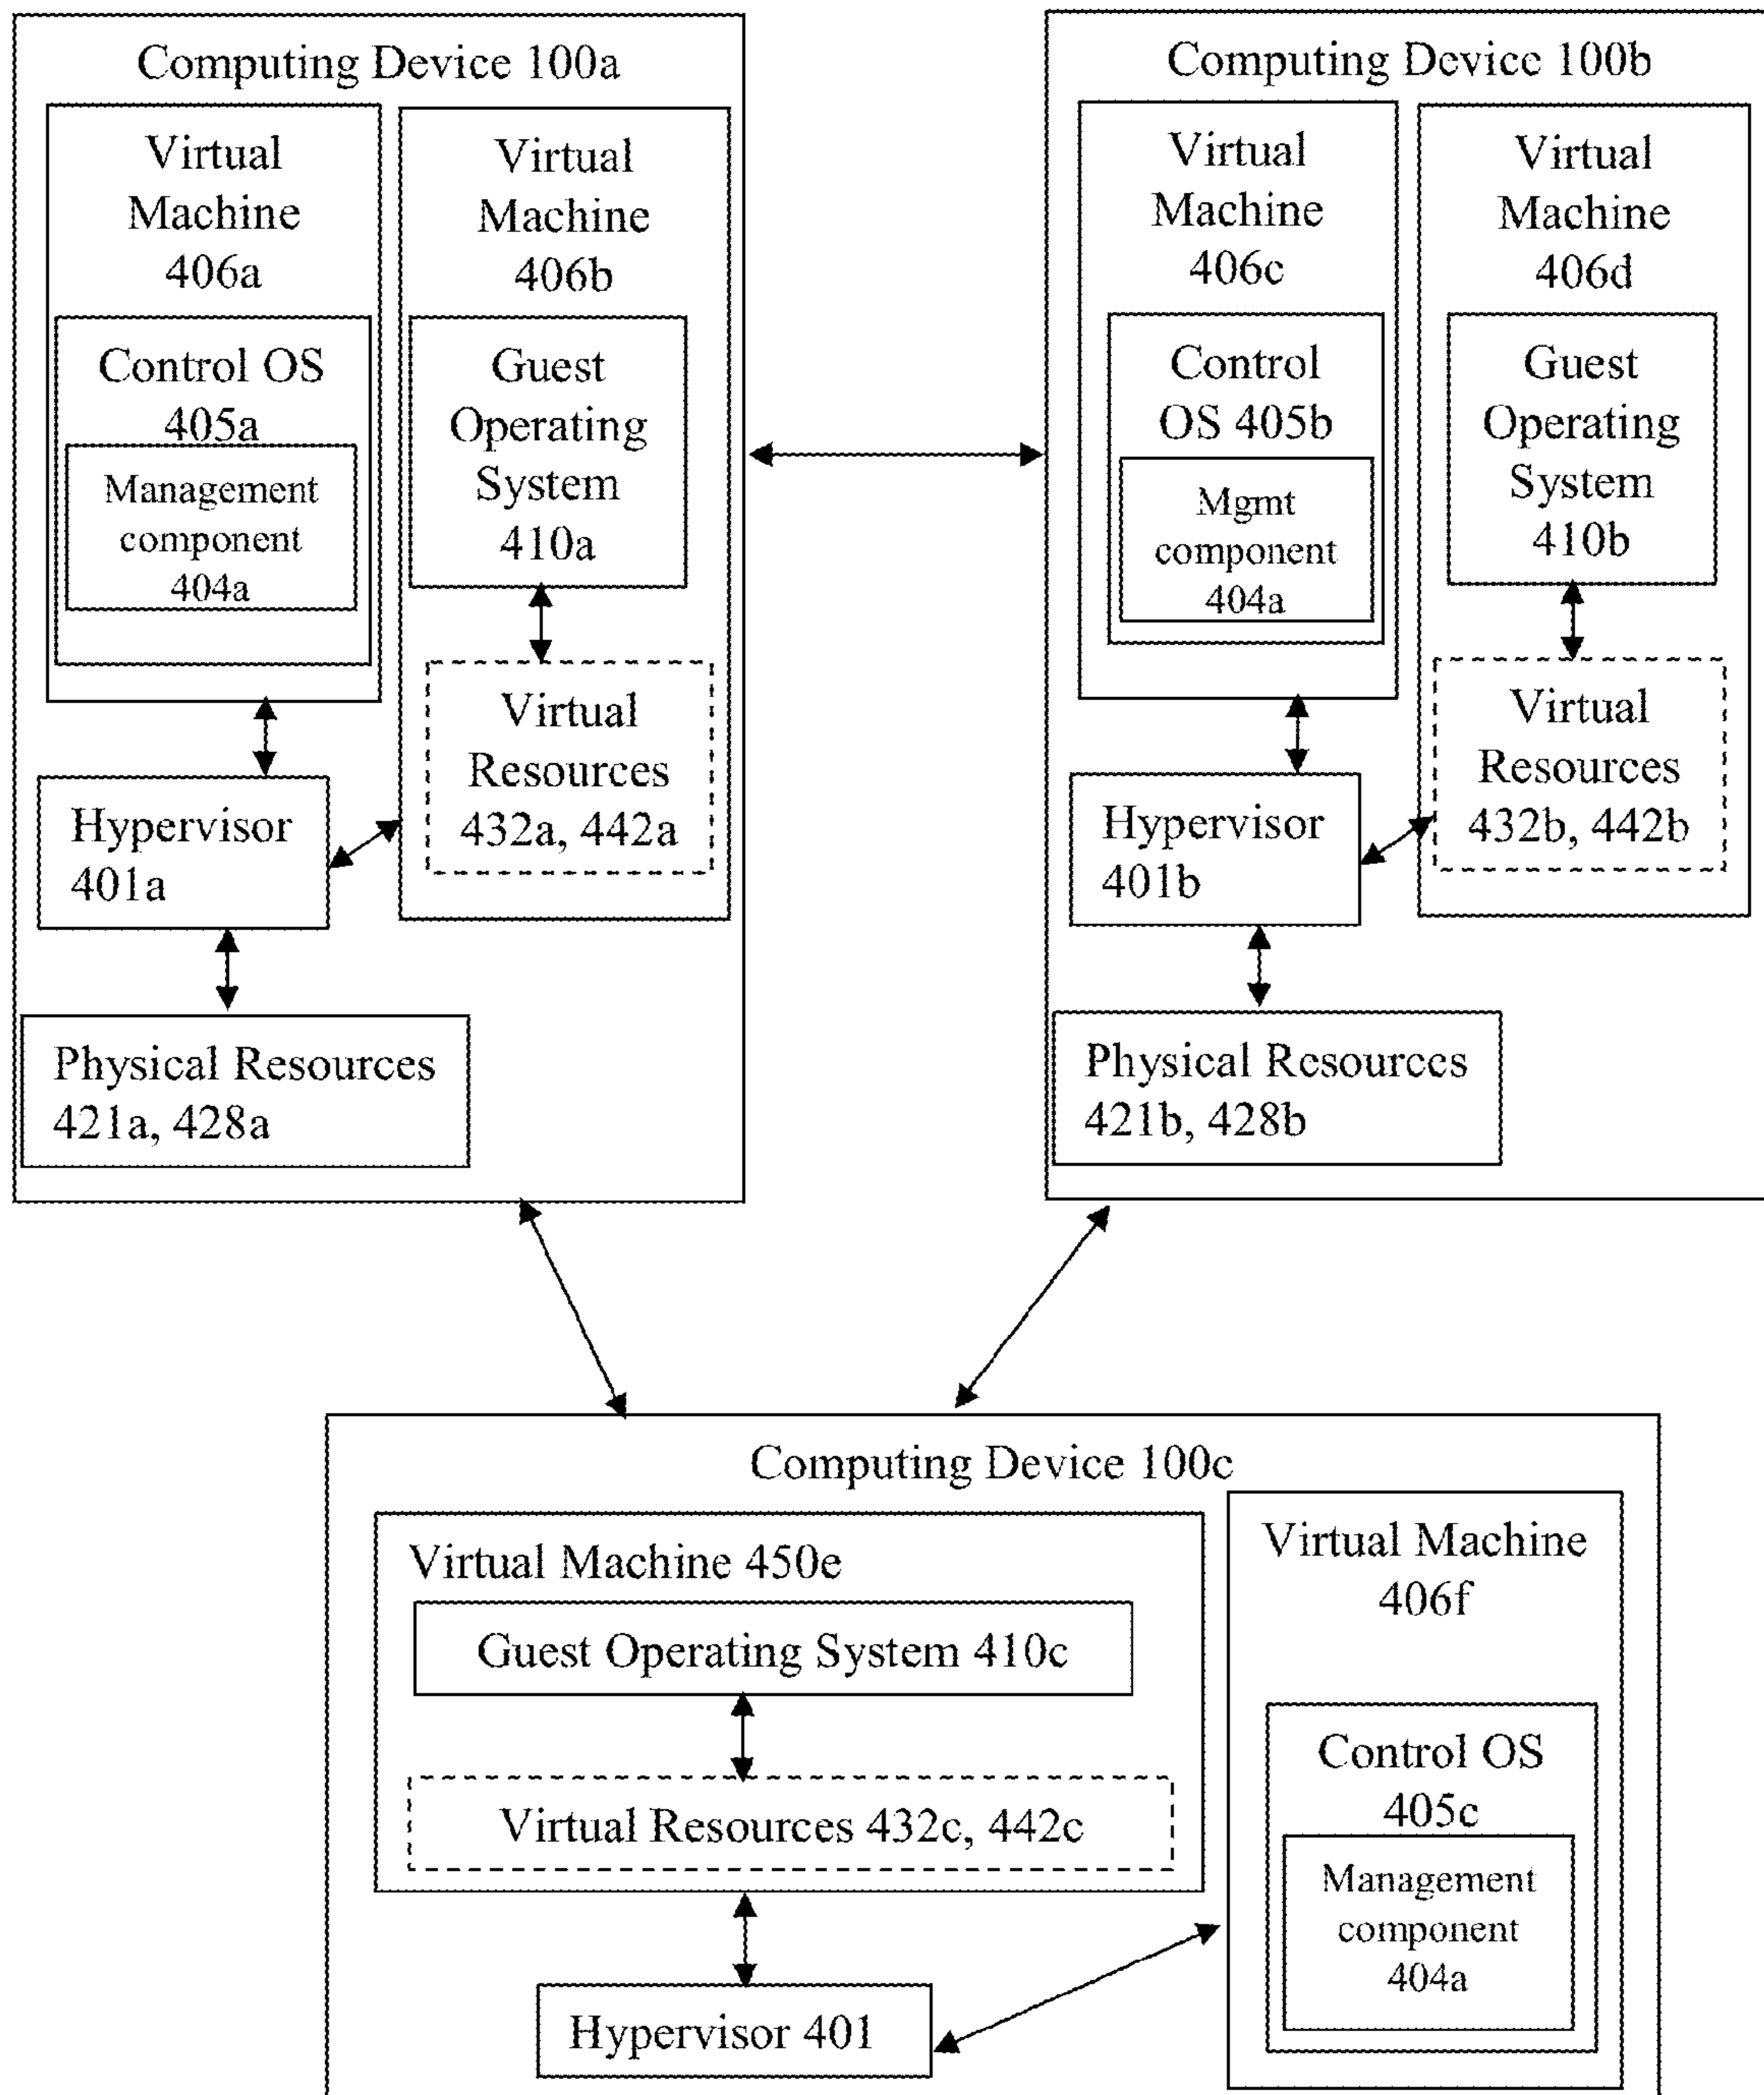 Computing Device 100a
Virtual
Machine
406a
Control OS
405a
Management
component
404a
Virtual
Machine
406b
Guest
Operating
System
410a
Virtual
Resources
432a, 442a
Hypervisor
401a
Physical Resources
421a, 428a
Computing Device 100b
Virtual
Machine
406c
Control
OS 405b
Mgmt
component
404a
Virtual
Machine
406d
Guest
Operating
System
410b
Virtual
Resources
432b, 442b
Hypervisor
401b
Physical Resources
421b, 428b
Computing Device 100c
Virtual Machine 450e
Guest Operating System 410c
Virtual Resources 432c, 442c
Hypervisor 401
Virtual Machine
406f
Control OS
405c
Management
component
404a